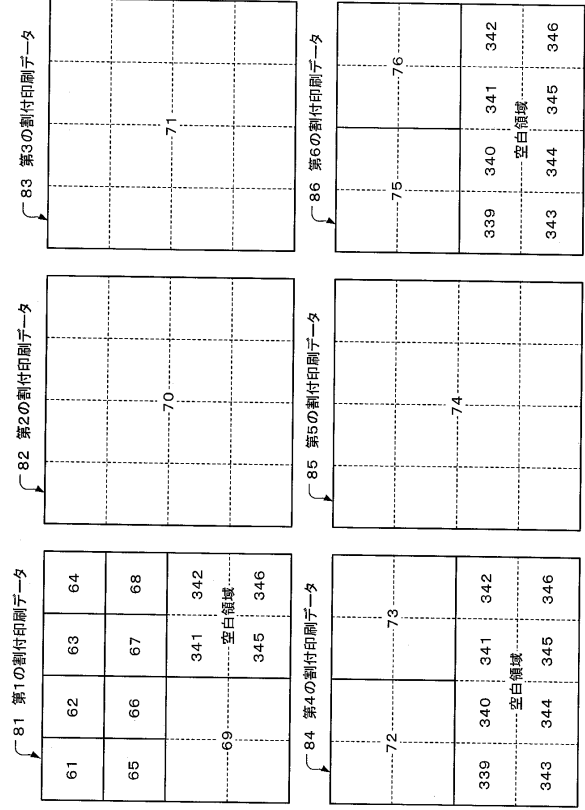 81 第1の割付印刷データ
61 62 63 64
65 66 67 68
69
341 342
空白領域
345 346
82 第2の割付印刷データ
70
83 第3の割付印刷データ
71
84 第4の割付印刷データ
72 73
339 340 341 342
空白領域
343 344 345 346
85 第5の割付印刷データ
74
86 第6の割付印刷データ
75 76
339 340 341 342
空白領域
343 344 345 346